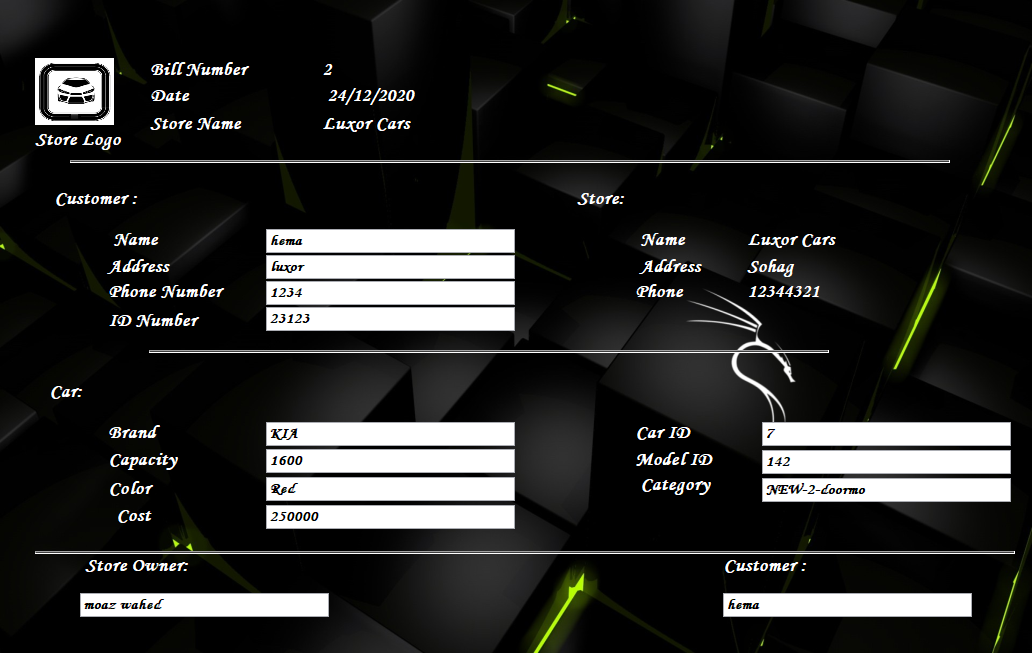 Bill Number 2
Date 24/12/2020
Store Name Luxor Cars
Store Logo
Customer : Store:
Name hema Name Luxor Cars
Address luxor Address Sohag
Phone Number 1234 Phone 12344321
ID Number 23123
Car:
Brand KIA Car ID 7
Capacity 1600 Model ID 142
Color Red Category NEW-2-doormo
Cost 250000
Store Owner: Customer :
moaz wahed hema